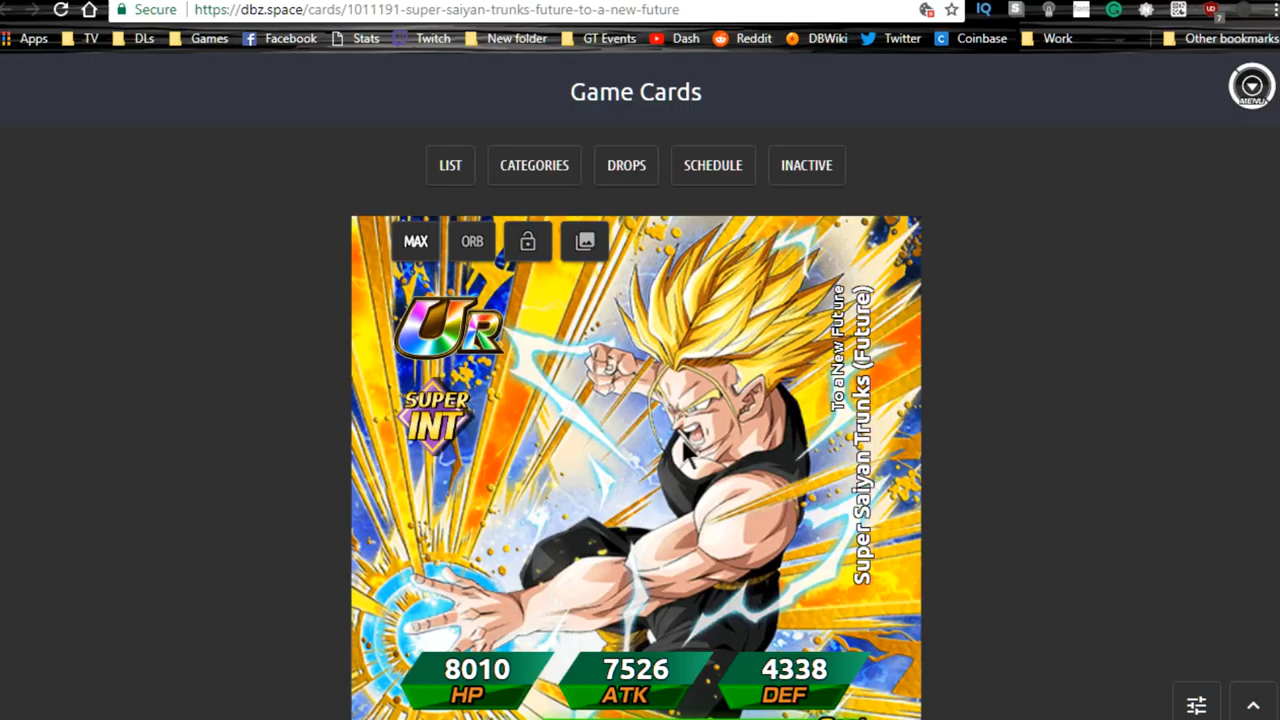 Secure https://dbz.space/cards/1011191-super-saiyan-trunks-future-to-a-new-future
Apps TV DLs Games Facebook Stats Twitch New folder GT Events Dash Reddit DBWiki Twitter Coinbase Work Other bookmarks
Game Cards
MENU
LIST CATEGORIES DROPS SCHEDULE INACTIVE
MAX ORB
UR
SUPER
INT
To a New Future
Super Saiyan Trunks (Future)
8010 7526 4338
HP ATK DEF